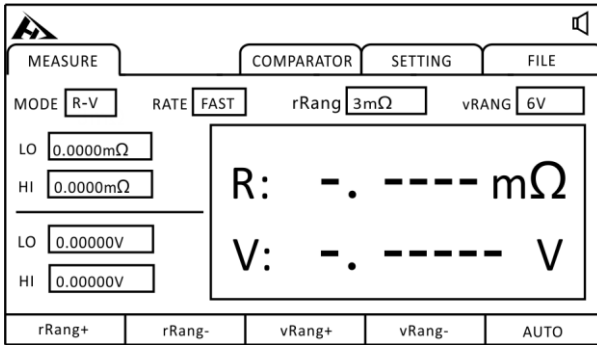 MEASURE COMPARATOR SETTING FILE
MODE R-V RATE FAST rRang 3mΩ vRANG 6V
LO 0.0000mΩ
HI 0.0000mΩ
R: -. ---- mΩ
LO 0.00000V
V: -. ----- V
HI 0.00000V
rRang+ rRang- vRang+ vRang- AUTO